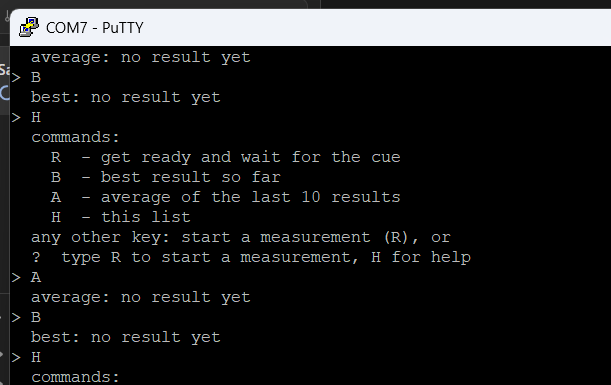 COM7 - PuTTY
average: no result yet
> B
best: no result yet
> H
commands:
R - get ready and wait for the cue
B - best result so far
A - average of the last 10 results
H - this list
any other key: start a measurement (R), or
? type R to start a measurement, H for help
> A
average: no result yet
> B
best: no result yet
> H
commands: